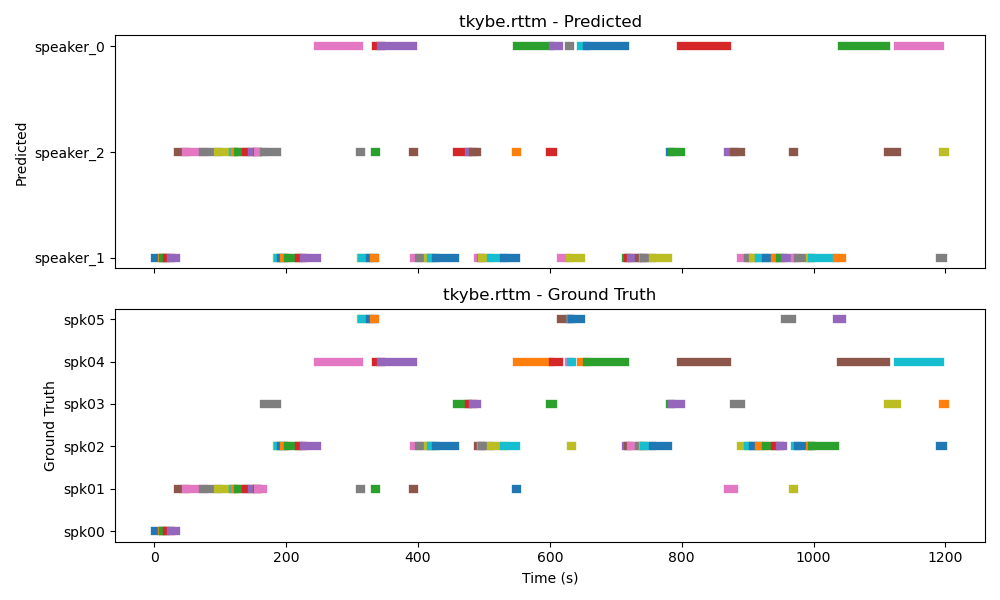 tkybe.rttm - Predicted
speaker_0
speaker_2
speaker_1
Predicted
tkybe.rttm - Ground Truth
spk05
spk04
spk03
spk02
spk01
spk00
Ground Truth
0 200 400 600 800 1000 1200
Time (s)